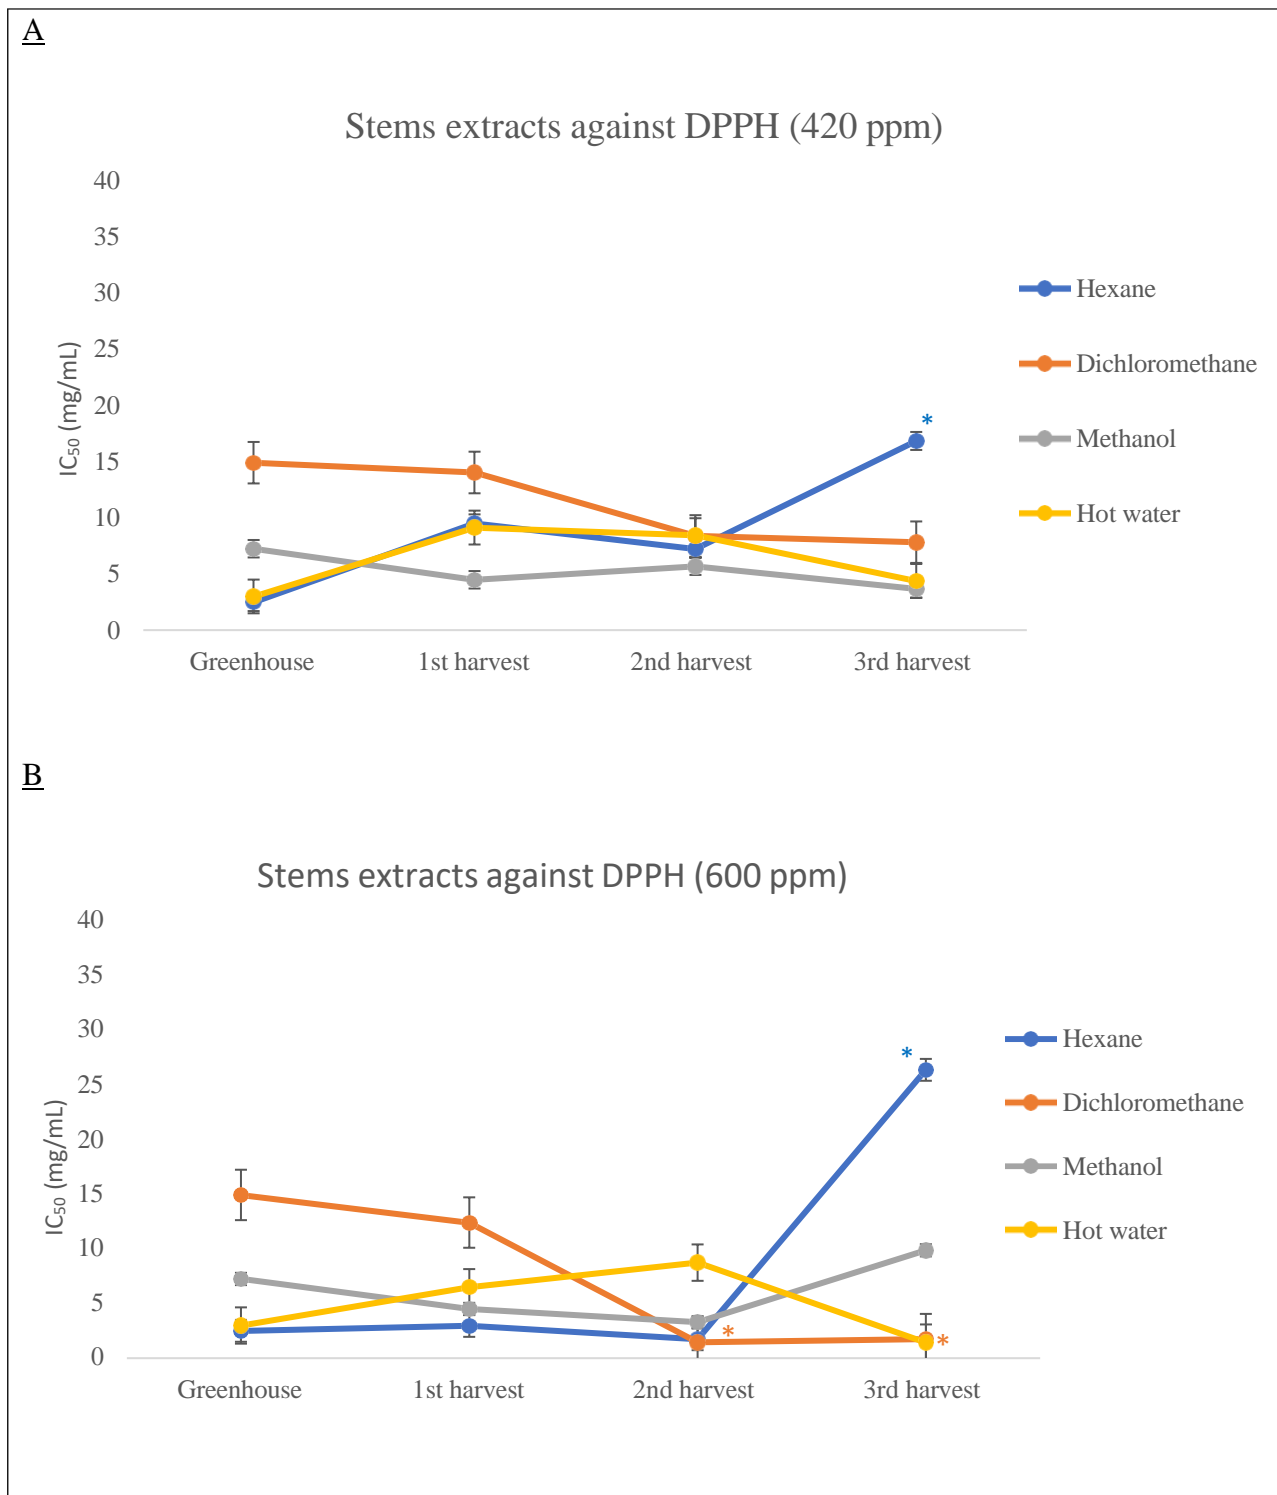 A
Stems extracts against DPPH (420 ppm)
40
35
30
25
20
15
10
5
0
IC50 (mg/mL)
*
Greenhouse
1st harvest
2nd harvest
3rd harvest
Hexane
Dichloromethane
Methanol
Hot water
B
Stems extracts against DPPH (600 ppm)
40
35
30
25
20
15
10
5
0
IC50 (mg/mL)
*
*
*
Greenhouse
1st harvest
2nd harvest
3rd harvest
Hexane
Dichloromethane
Methanol
Hot water